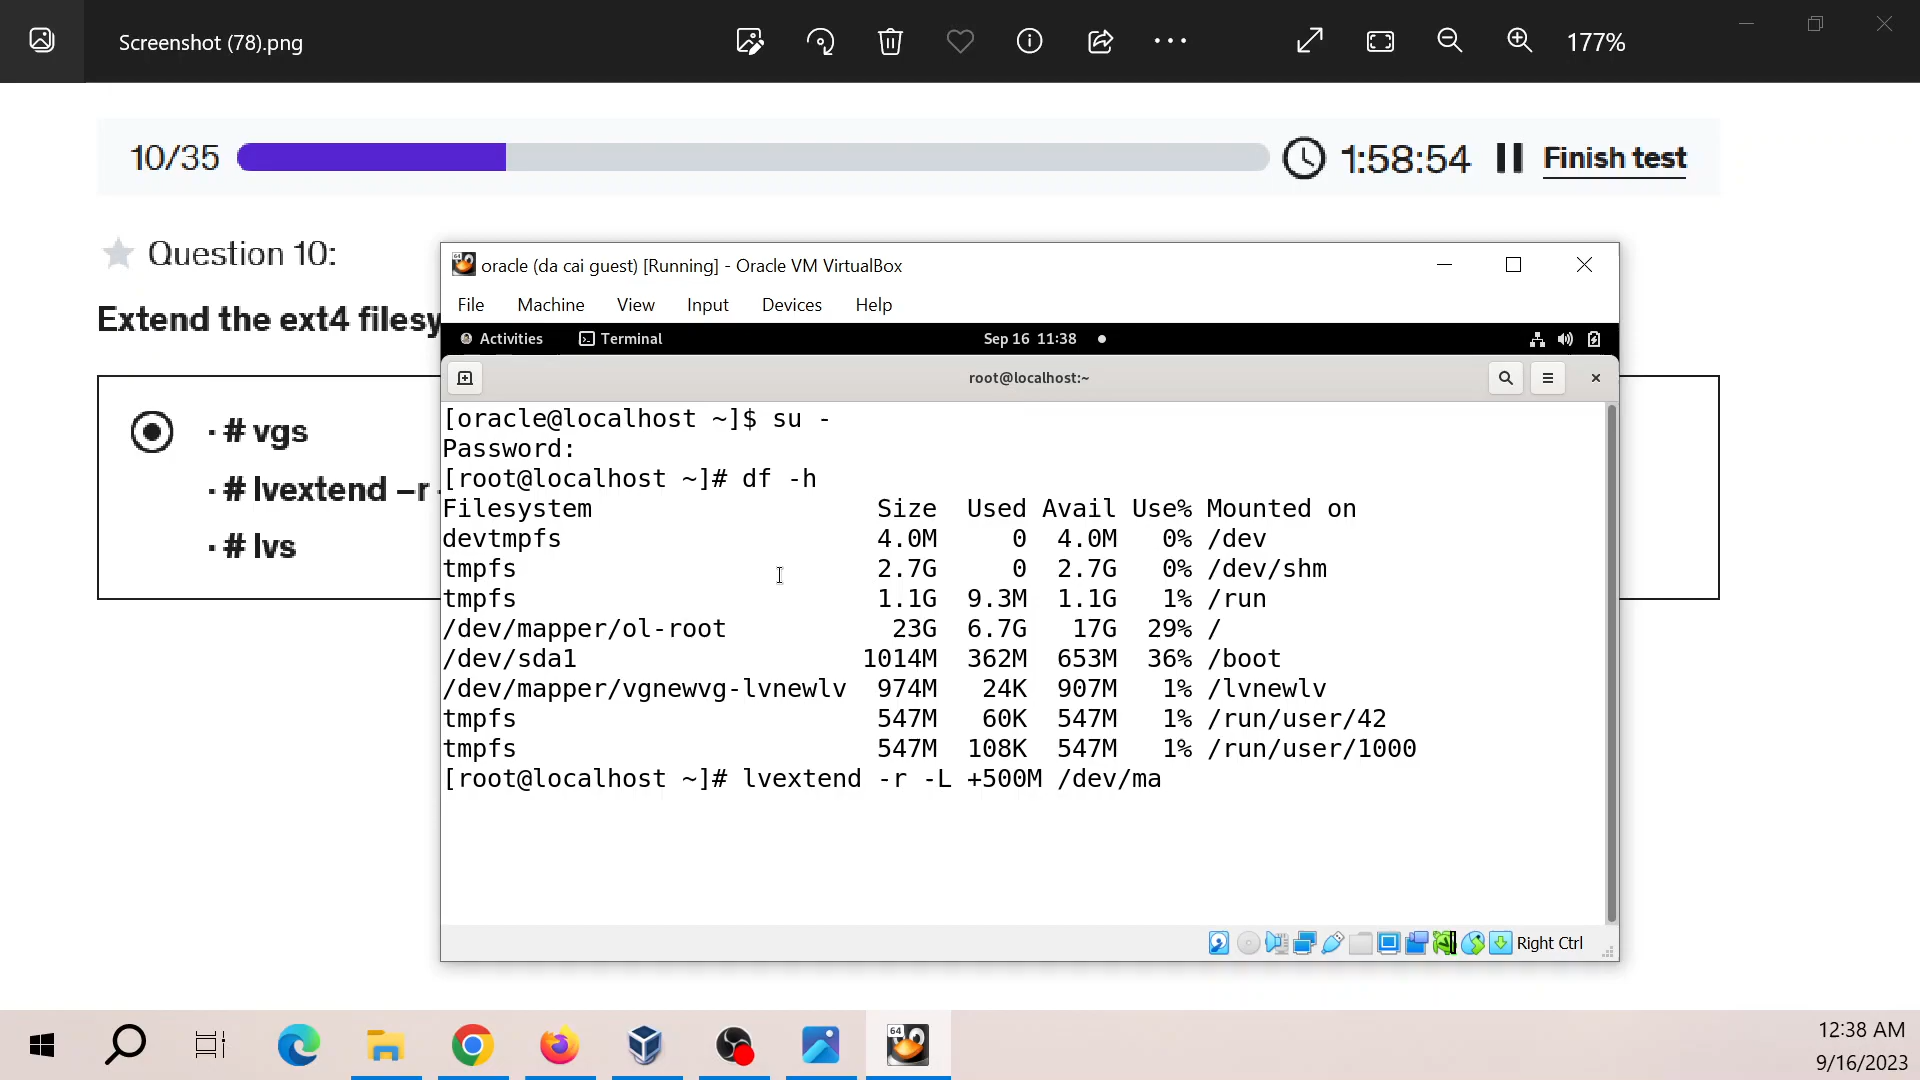 Screenshot (78).png
177%
10/35
1:58:54
Finish test
Question 10:
Extend the ext4 filesy
· # vgs
· # lvextend –r
· # lvs
64
oracle (da cai guest) [Running] - Oracle VM VirtualBox
File Machine View Input Devices Help
Activities Terminal Sep 16 11:38
root@localhost:~
[oracle@localhost ~]$ su -
Password:
[root@localhost ~]# df -h
Filesystem Size Used Avail Use% Mounted on
devtmpfs 4.0M 0 4.0M 0% /dev
tmpfs 2.7G 0 2.7G 0% /dev/shm
tmpfs 1.1G 9.3M 1.1G 1% /run
/dev/mapper/ol-root 23G 6.7G 17G 29% /
/dev/sda1 1014M 362M 653M 36% /boot
/dev/mapper/vgnewvg-lvnewlv 974M 24K 907M 1% /lvnewlv
tmpfs 547M 60K 547M 1% /run/user/42
tmpfs 547M 108K 547M 1% /run/user/1000
[root@localhost ~]# lvextend -r -L +500M /dev/ma
Right Ctrl
64
12:38 AM
9/16/2023